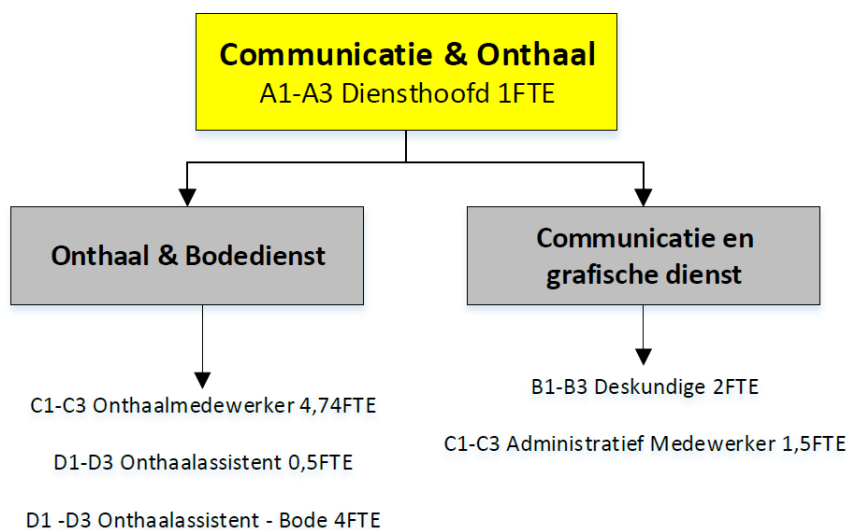 Communicatie & Onthaal
A1-A3 Diensthoofd 1FTE
Onthaal & Bodedienst
C1-C3 Onthaalmedewerker 4,74FTE
D1-D3 Onthaalassistent 0,5FTE
D1 -D3 Onthaalassistent - Bode 4FTE
Communicatie en
grafische dienst
B1-B3 Deskundige 2FTE
C1-C3 Administratief Medewerker 1,5FTE